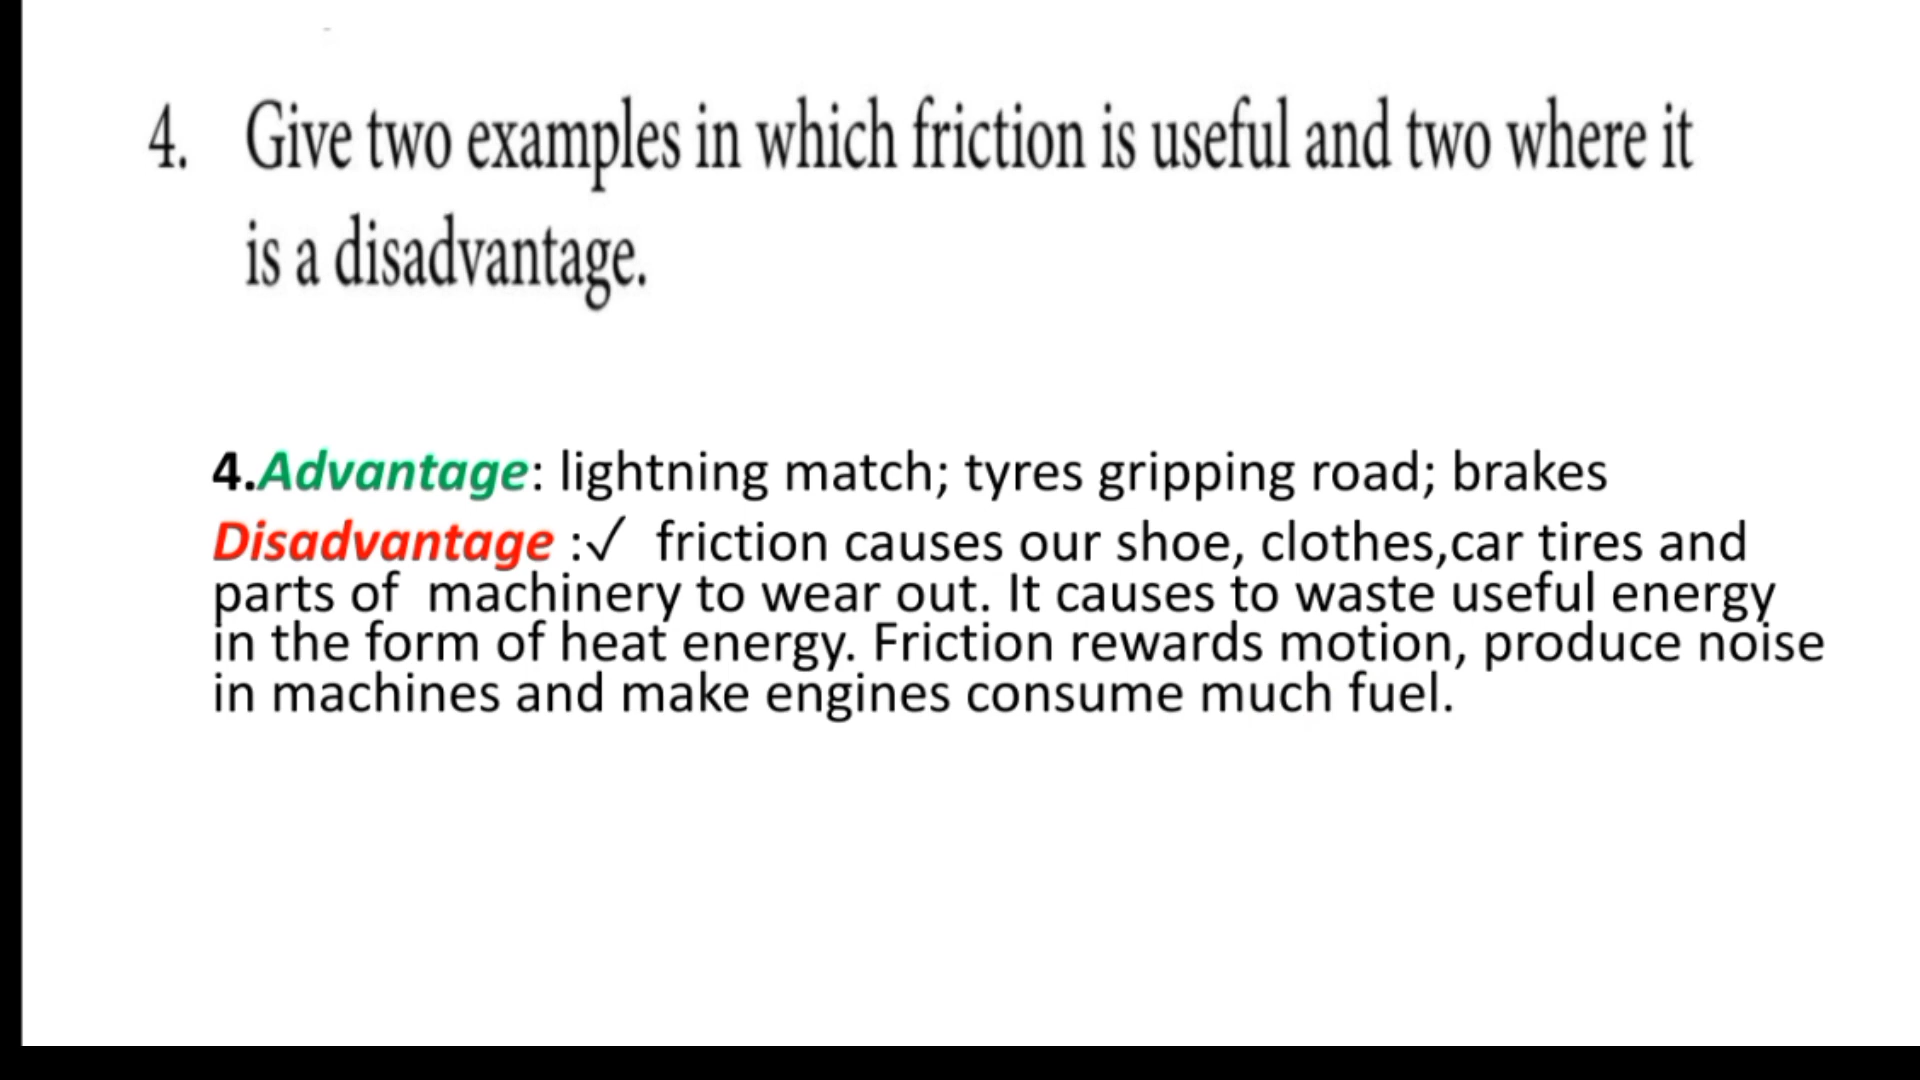 4. Give two examples in which friction is useful and two where it
is a disadvantage.
4.Advantage: lightning match; tyres gripping road; brakes
Disadvantage :✓ friction causes our shoe, clothes,car tires and
parts of machinery to wear out. It causes to waste useful energy
in the form of heat energy. Friction rewards motion, produce noise
in machines and make engines consume much fuel.